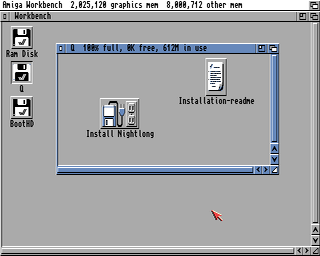 Amiga Workbench 2,025,120 graphics mem 8,000,712 other mem
Workbench
Ram Disk
Q
BootHD
Q 100% full, 0K free, 612M in use
Installation-readme
Install Nightlong